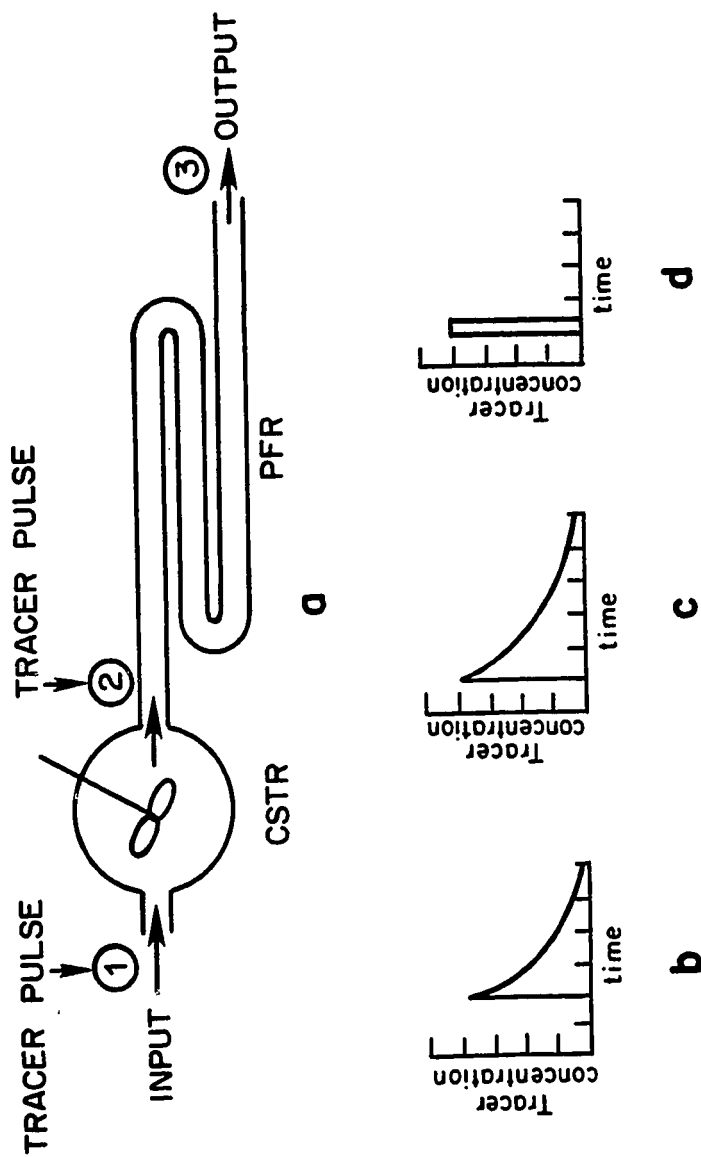 TRACER PULSE
1
INPUT
CSTR
TRACER PULSE
2
PFR
3
OUTPUT
a
Tracer
concentration
time
b
Tracer
concentration
time
c
Tracer
concentration
time
d